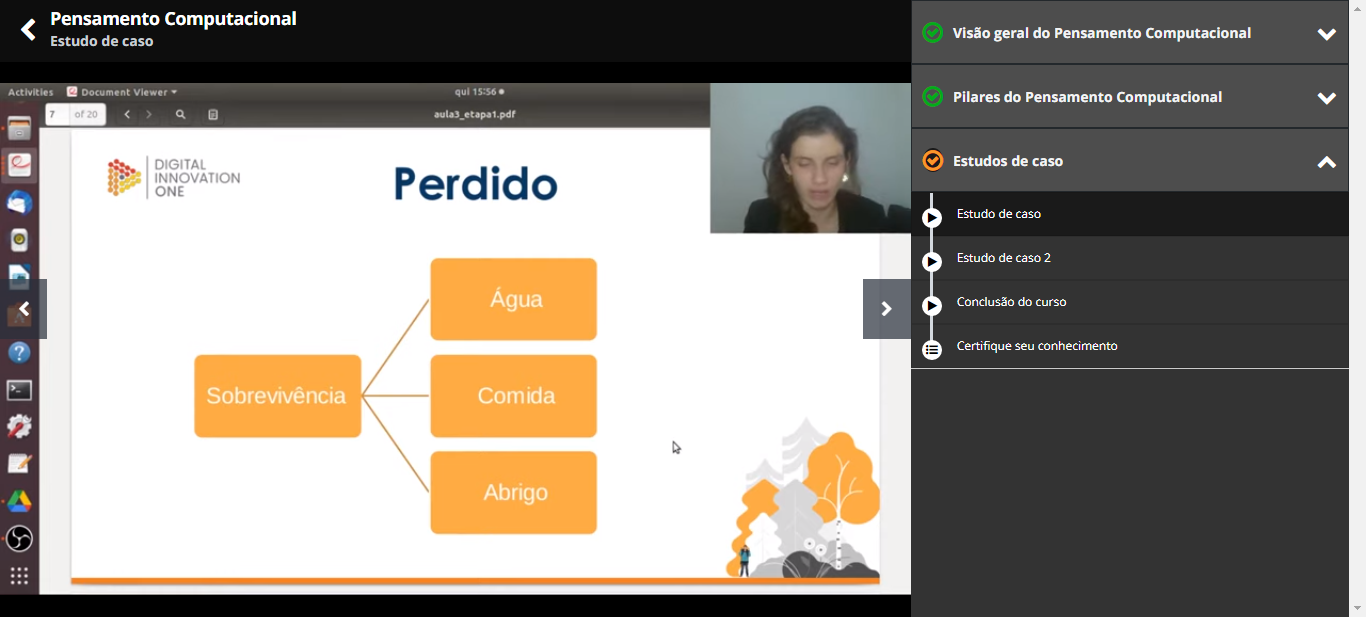 Pensamento Computacional
Estudo de caso
Activities Document Viewer qui 15:56
7 of 20 aula3_etapa1.pdf
DIGITAL
INNOVATION
ONE
Perdido
Água
Sobrevivência
Comida
Abrigo
Visão geral do Pensamento Computacional
Pilares do Pensamento Computacional
Estudos de caso
Estudo de caso
Estudo de caso 2
Conclusão do curso
Certifique seu conhecimento